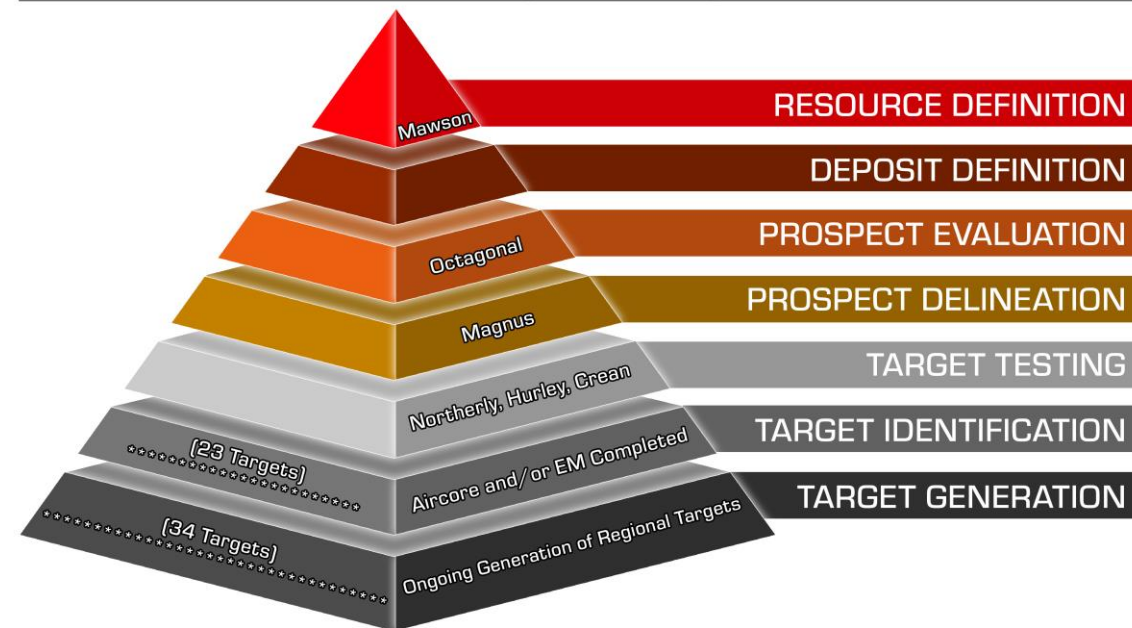 Mawson
RESOURCE DEFINITION
DEPOSIT DEFINITION
Octagonal
PROSPECT EVALUATION
Magnus
PROSPECT DELINEATION
Northerly, Hurley, Crean
TARGET TESTING
(23 Targets)
***********************
Aircore and/or EM Completed
TARGET IDENTIFICATION
(34 Targets)
**********************************
Ongoing Generation of Regional Targets
TARGET GENERATION